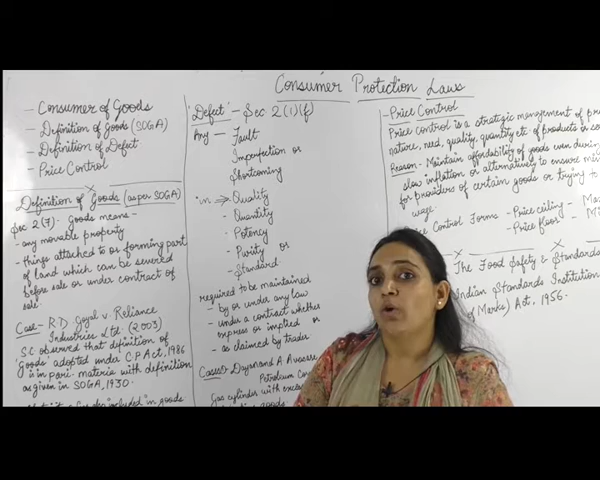 Consumer Protection Laws
- Consumer of Goods
- Definition of Goods (SOGA)
- Definition of Defect
- Price Control
Definition of Goods (as per SOGA)
Sec 2(7)- Goods means -
- any movable property
- things attached to or forming part
of land which can be severed
before sale or under contract of
sale
Case - R.D Goyal v. Reliance
Industries Ltd. (2003)
S.C observed that definition of
'Goods' adopted under C.P Act, 1986
is in pari-materia with definition
as given in SOGA, 1930.
included in goods
'Defect' - Sec 2(1)(f)
Any - Fault
Imperfection or
Shortcoming
in → Quality
- Quantity
- Potency
- Purity or
- Standard
required to be maintained
- by or under any law
- under a contract whether
express or implied or
- as claimed by trader
Petroleum
Gas cylinder with
goods
- Price Control
Price control is a strategic management of
nature, need, quality, quantity etc. of products or
Reason - Maintain affordability of goods even during
slow inflation or alternatively to ensure
for providers of certain goods or trying to
wage.
Control Forms - Price ceiling -
- Price floor -
The Food Safety & Standards
Indian Standards Institution
of Marks) Act, 1956.